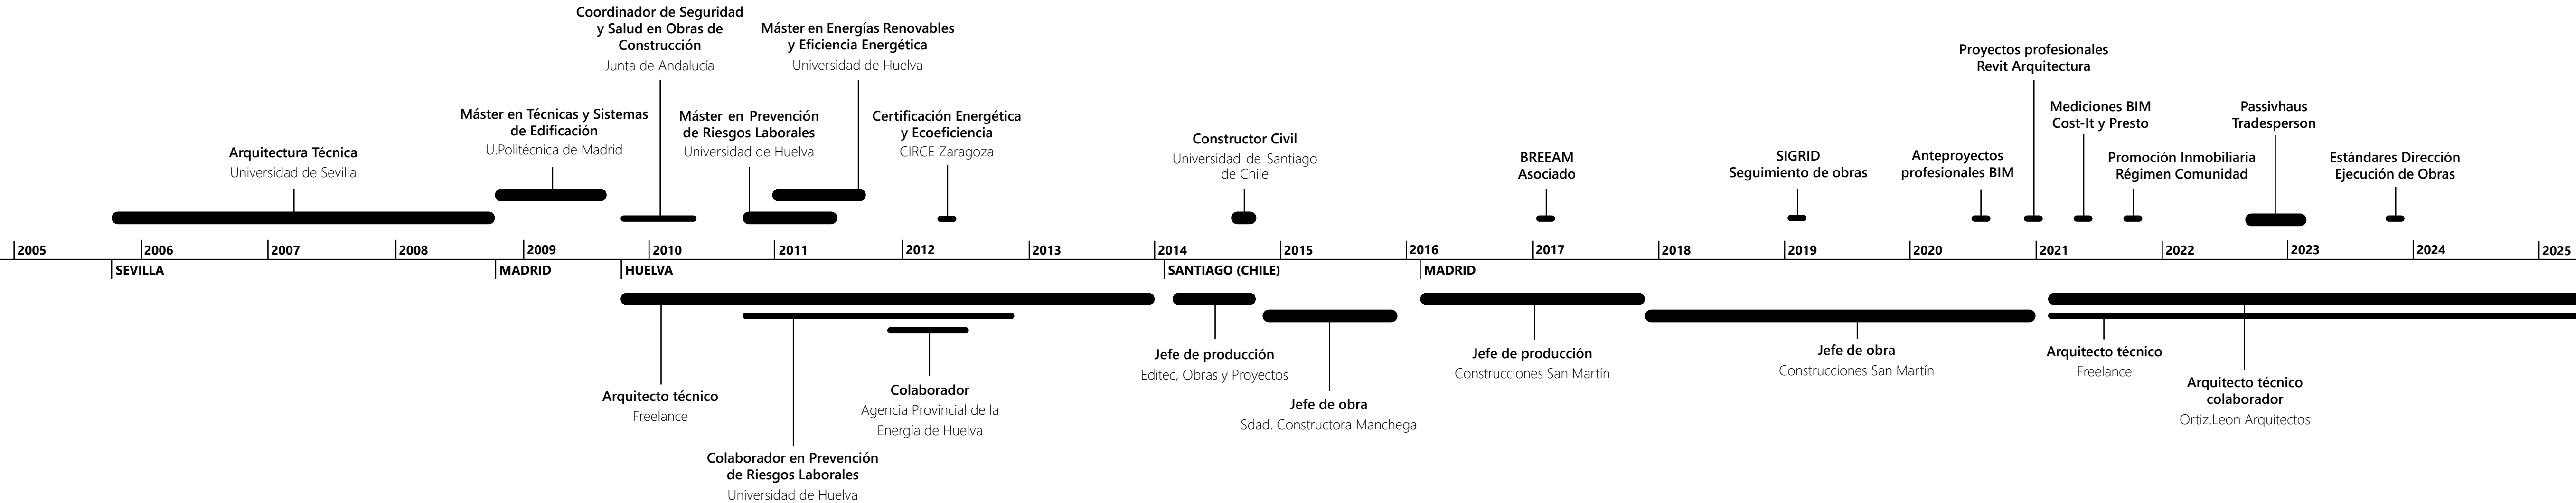 Coordinador de Seguridad
y Salud en Obras de
Construcción
Junta de Andalucía
Máster en Energías Renovables
y Eficiencia Energética
Universidad de Huelva
Proyectos profesionales
Revit Arquitectura
Arquitectura Técnica
Universidad de Sevilla
Máster en Técnicas y Sistemas
de Edificación
U.Politécnica de Madrid
Máster en Prevención
de Riesgos Laborales
Universidad de Huelva
Certificación Energética
y Ecoeficiencia
CIRCE Zaragoza
Constructor Civil
Universidad de Santiago
de Chile
BREEAM
Asociado
SIGRID
Seguimiento de obras
Anteproyectos
profesionales BIM
Mediciones BIM
Cost-It y Presto
Promoción Inmobiliaria
Régimen Comunidad
Passivhaus
Tradesperson
Estándares Dirección
Ejecución de Obras
2005 2006 2007 2008 2009 2010 2011 2012 2013 2014 2015 2016 2017 2018 2019 2020 2021 2022 2023 2024 2025
SEVILLA MADRID HUELVA SANTIAGO (CHILE) MADRID
Arquitecto técnico
Freelance
Colaborador en Prevención
de Riesgos Laborales
Universidad de Huelva
Colaborador
Agencia Provincial de la
Energía de Huelva
Jefe de producción
Editec, Obras y Proyectos
Jefe de obra
Sdad. Constructora Manchega
Jefe de producción
Construcciones San Martín
Jefe de obra
Construcciones San Martín
Arquitecto técnico
Freelance
Arquitecto técnico
colaborador
Ortiz.Leon Arquitectos